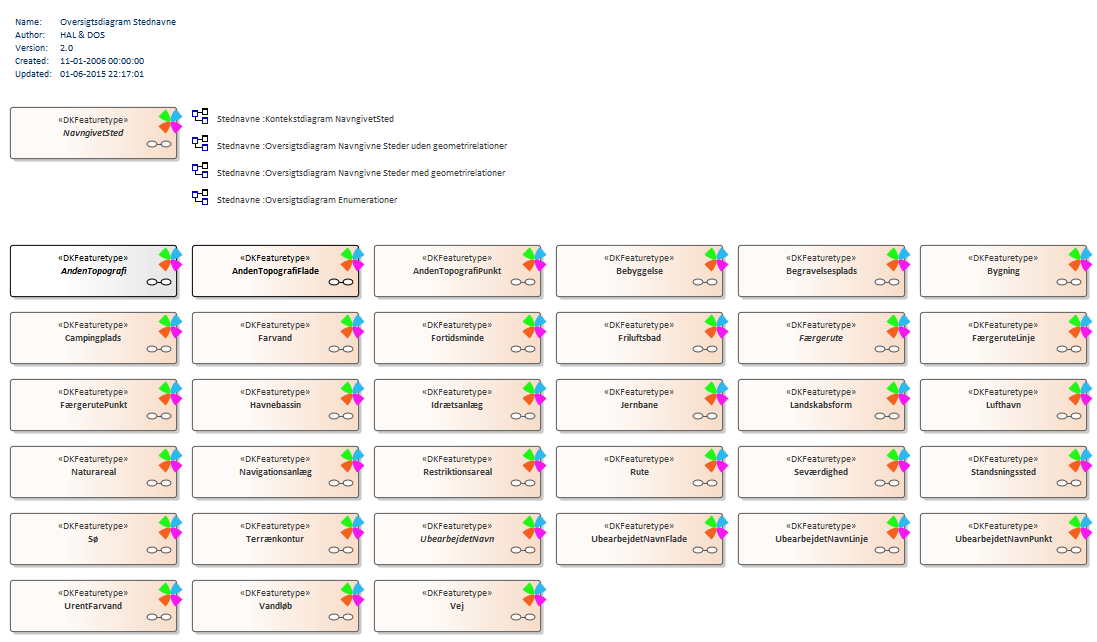 Name: Oversigtsdiagram Stednavne
Author: HAL & DOS
Version: 2.0
Created: 11-01-2006 00:00:00
Updated: 01-06-2015 22:17:01
«DKFeaturetype»
NavngivetSted
Stednavne :Kontekstdiagram NavngivetSted
Stednavne :Oversigtsdiagram Navngivne Steder uden geometrirelationer
Stednavne :Oversigtsdiagram Navngivne Steder med geometrirelationer
Stednavne :Oversigtsdiagram Enumerationer
«DKFeaturetype»
AndenTopografi
«DKFeaturetype»
AndenTopografiFlade
«DKFeaturetype»
AndenTopografiPunkt
«DKFeaturetype»
Bebyggelse
«DKFeaturetype»
Begravelsesplads
«DKFeaturetype»
Bygning
«DKFeaturetype»
Campingplads
«DKFeaturetype»
Farvand
«DKFeaturetype»
Fortidsminde
«DKFeaturetype»
Friluftsbad
«DKFeaturetype»
Færgerute
«DKFeaturetype»
FærgeruteLinje
«DKFeaturetype»
FærgerutePunkt
«DKFeaturetype»
Havnebassin
«DKFeaturetype»
Idrætsanlæg
«DKFeaturetype»
Jernbane
«DKFeaturetype»
Landskabsform
«DKFeaturetype»
Lufthavn
«DKFeaturetype»
Naturareal
«DKFeaturetype»
Navigationsanlæg
«DKFeaturetype»
Restriktionsareal
«DKFeaturetype»
Rute
«DKFeaturetype»
Seværdighed
«DKFeaturetype»
Standsningssted
«DKFeaturetype»
Sø
«DKFeaturetype»
Terrænkontur
«DKFeaturetype»
UbearbejdetNavn
«DKFeaturetype»
UbearbejdetNavnFlade
«DKFeaturetype»
UbearbejdetNavnLinje
«DKFeaturetype»
UbearbejdetNavnPunkt
«DKFeaturetype»
UrentFarvand
«DKFeaturetype»
Vandløb
«DKFeaturetype»
Vej